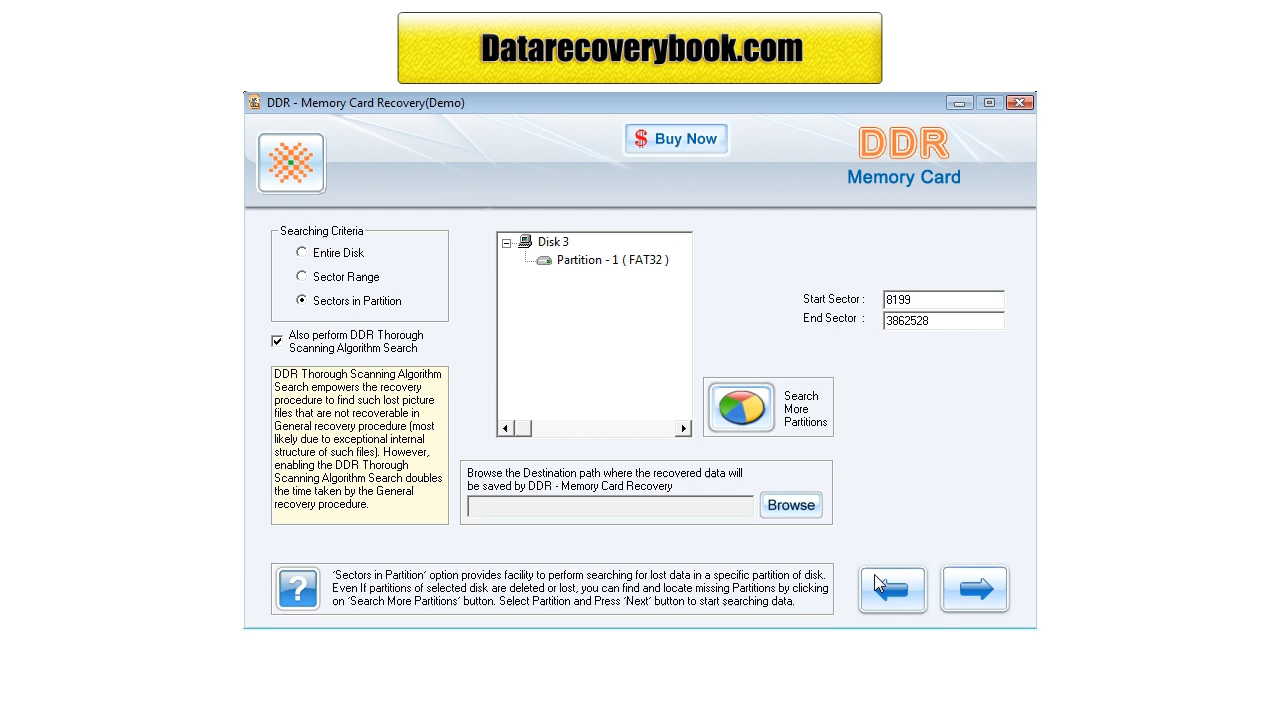 Datarecoverybook.com
DDR - Memory Card Recovery(Demo)
$ Buy Now
DDR
Memory Card
Searching Criteria
Entire Disk
Sector Range
Sectors in Partition
Also perform DDR Thorough
Scanning Algorithm Search
DDR Thorough Scanning Algorithm
Search empowers the recovery
procedure to find such lost picture
files that are not recoverable in
General recovery procedure (most
likely due to exceptional internal
structure of such files). However,
enabling the DDR Thorough
Scanning Algorithm Search doubles
the time taken by the General
recovery procedure.
Disk 3
Partition - 1 ( FAT32 )
Start Sector : 8199
End Sector : 3862528
Search
More
Partitions
Browse the Destination path where the recovered data will
be saved by DDR - Memory Card Recovery
Browse
?
'Sectors in Partition' option provides facility to perform searching for lost data in a specific partition of disk.
Even If partitions of selected disk are deleted or lost, you can find and locate missing Partitions by clicking
on 'Search More Partitions' button. Select Partition and Press 'Next' button to start searching data.